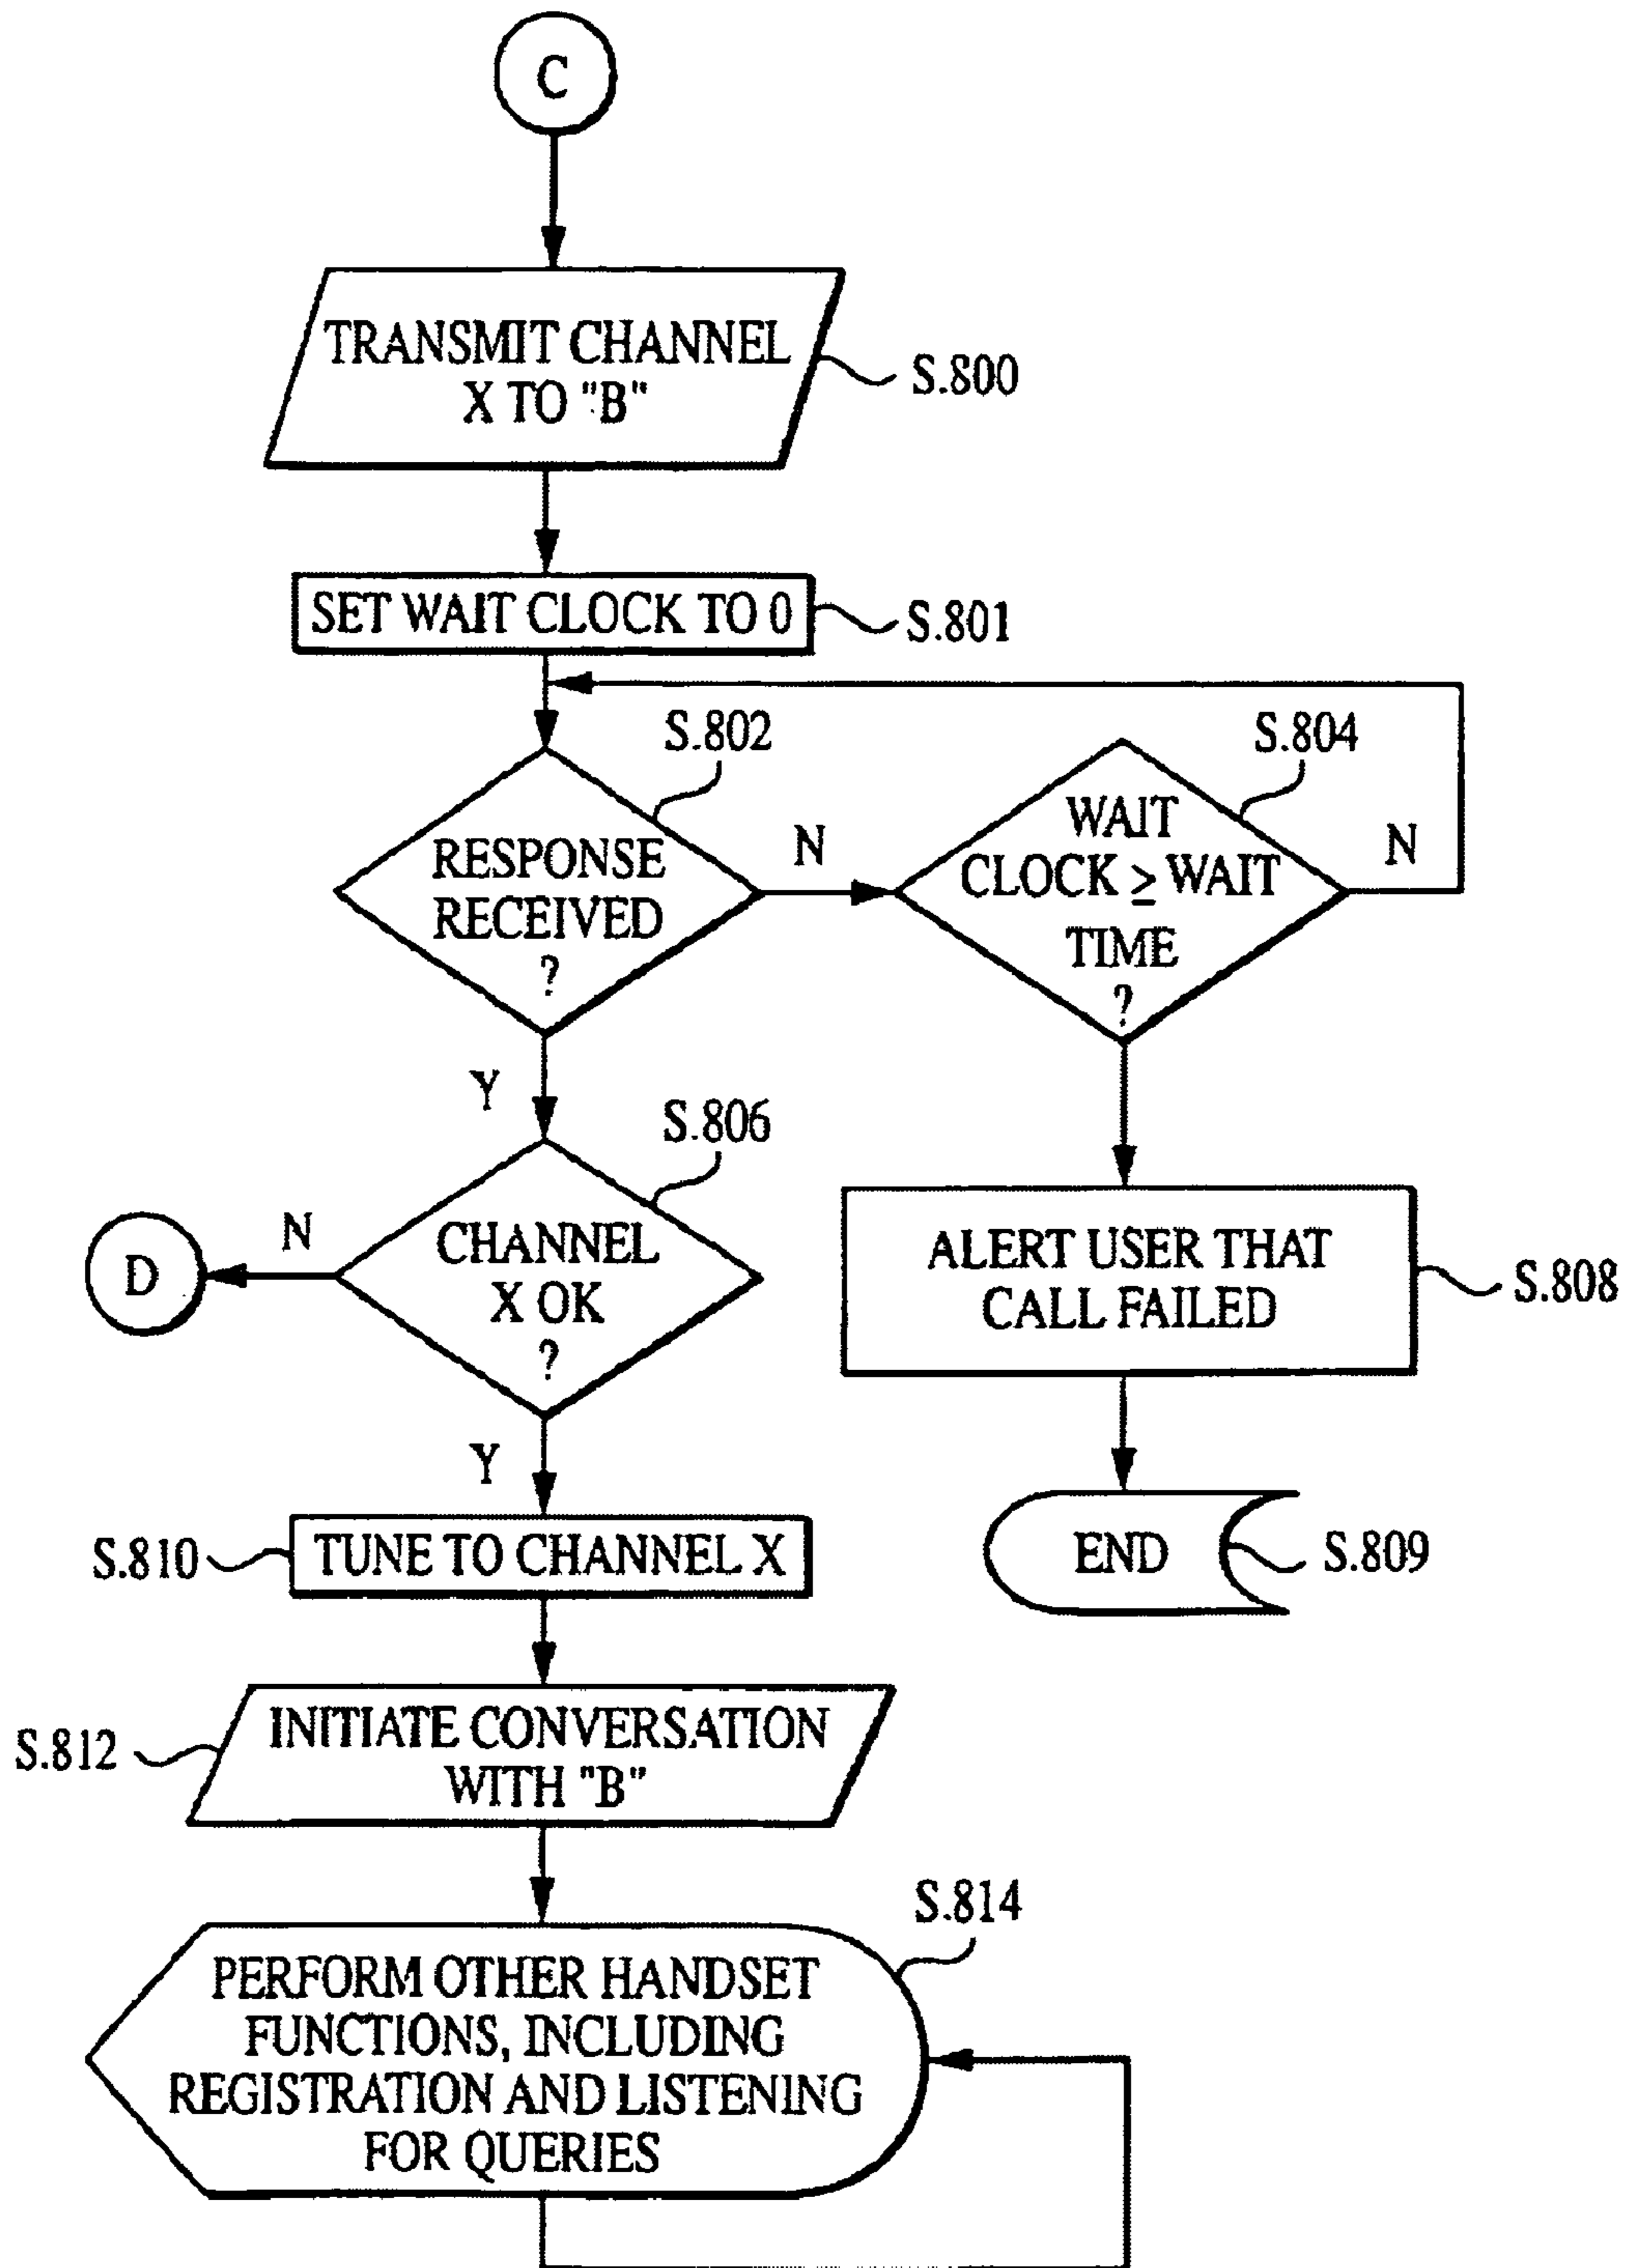 C
TRANSMIT CHANNEL
X TO "B"
S.800
SET WAIT CLOCK TO 0
S.801
S.802
RESPONSE
RECEIVED
?
N
Y
S.804
WAIT
CLOCK ≥ WAIT
TIME
?
N
S.806
CHANNEL
X OK
?
N
D
Y
ALERT USER THAT
CALL FAILED
S.808
END
S.809
S.810
TUNE TO CHANNEL X
S.812
INITIATE CONVERSATION
WITH "B"
S.814
PERFORM OTHER HANDSET
FUNCTIONS, INCLUDING
REGISTRATION AND LISTENING
FOR QUERIES